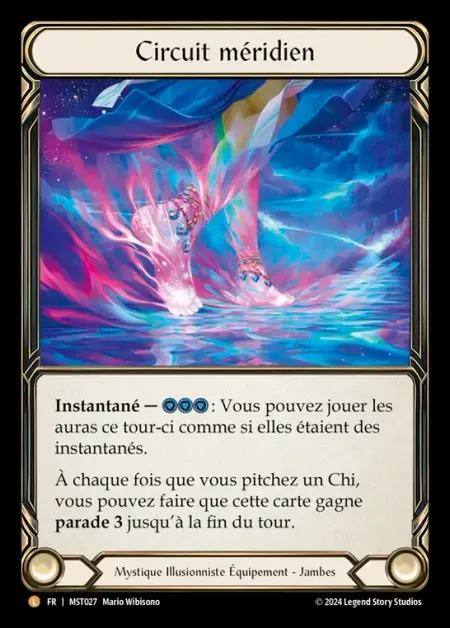 Circuit méridien
Instantané — : Vous pouvez jouer les
auras ce tour-ci comme si elles étaient des
instantanés.
À chaque fois que vous pitchez un Chi,
vous pouvez faire que cette carte gagne
parade 3 jusqu'à la fin du tour.
Mystique Illusionniste Équipement - Jambes
L FR | MST027 Mario Wibisono © 2024 Legend Story Studios